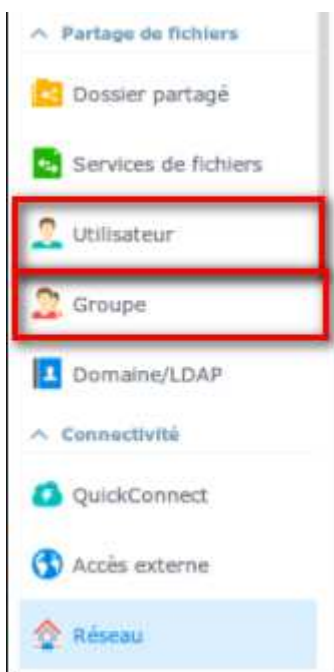 Partage de fichiers
Dossier partagé
Services de fichiers
Utilisateur
Groupe
Domaine/LDAP
Connectivité
QuickConnect
Accès externe
Réseau